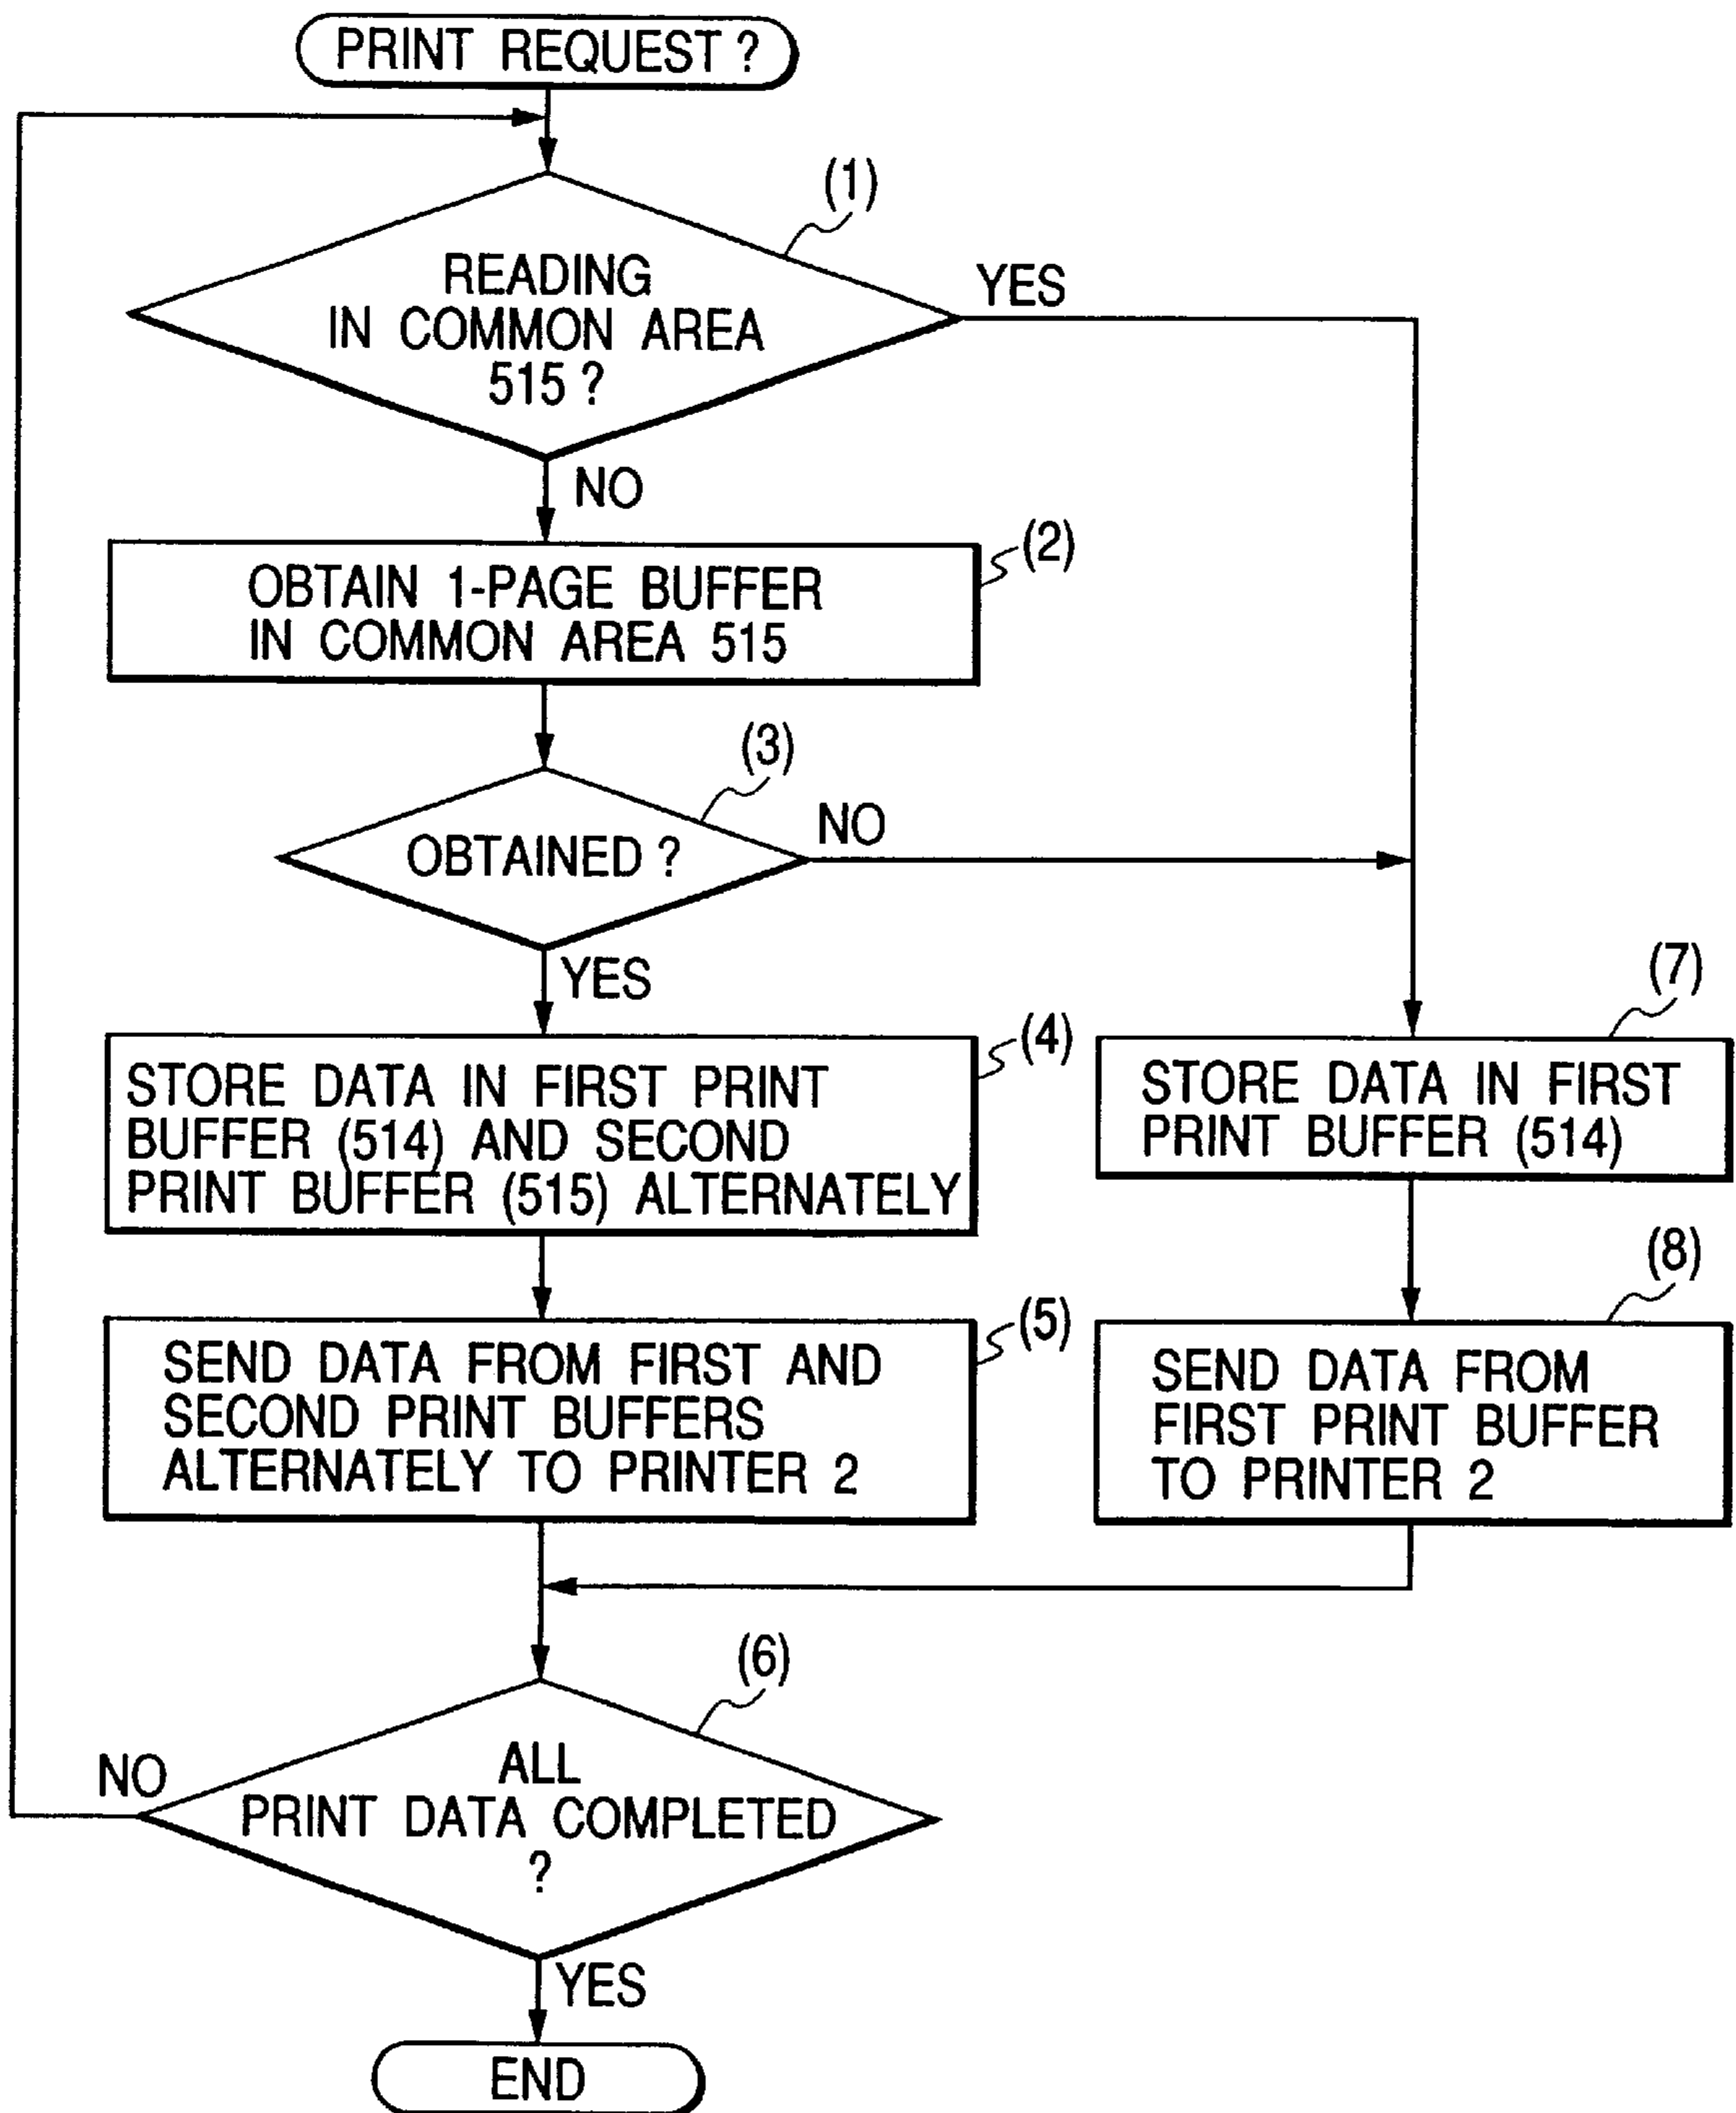 PRINT REQUEST ?
(1)
READING
IN COMMON AREA
515 ?
YES
NO
(2)
OBTAIN 1-PAGE BUFFER
IN COMMON AREA 515
(3)
OBTAINED ?
NO
YES
(4)
STORE DATA IN FIRST PRINT
BUFFER (514) AND SECOND
PRINT BUFFER (515) ALTERNATELY
(7)
STORE DATA IN FIRST
PRINT BUFFER (514)
(5)
SEND DATA FROM FIRST AND
SECOND PRINT BUFFERS
ALTERNATELY TO PRINTER 2
(8)
SEND DATA FROM
FIRST PRINT BUFFER
TO PRINTER 2
(6)
ALL
PRINT DATA COMPLETED
?
NO
YES
END